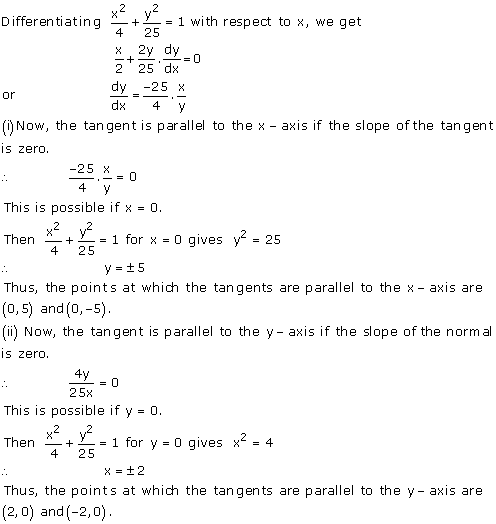 Differentiating x²/4 + y²/25 = 1 with respect to x, we get
x/2 + 2y/25 . dy/dx = 0
or dy/dx = -25/4 . x/y
(i)Now, the tangent is parallel to the x – axis if the slope of the tangent
is zero.
∴ -25/4 . x/y = 0
This is possible if x = 0.
Then x²/4 + y²/25 = 1 for x = 0 gives y² = 25
∴ y = ± 5
Thus, the points at which the tangents are parallel to the x – axis are
(0, 5) and (0, –5).
(ii) Now, the tangent is parallel to the y – axis if the slope of the normal
is zero.
∴ 4y/25x = 0
This is possible if y = 0.
Then x²/4 + y²/25 = 1 for y = 0 gives x² = 4
∴ x = ± 2
Thus, the points at which the tangents are parallel to the y – axis are
(2, 0) and (–2, 0).